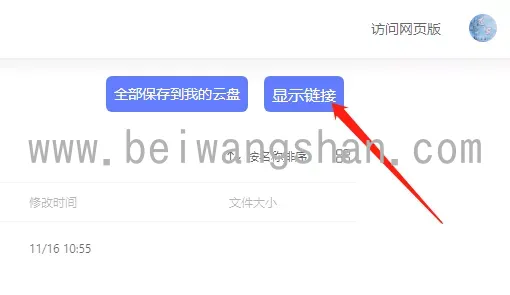 访问网页版
全部保存到我的云盘 显示链接
www.beiwangshan.com
按名称排序
修改时间 文件大小
11/16 10:55